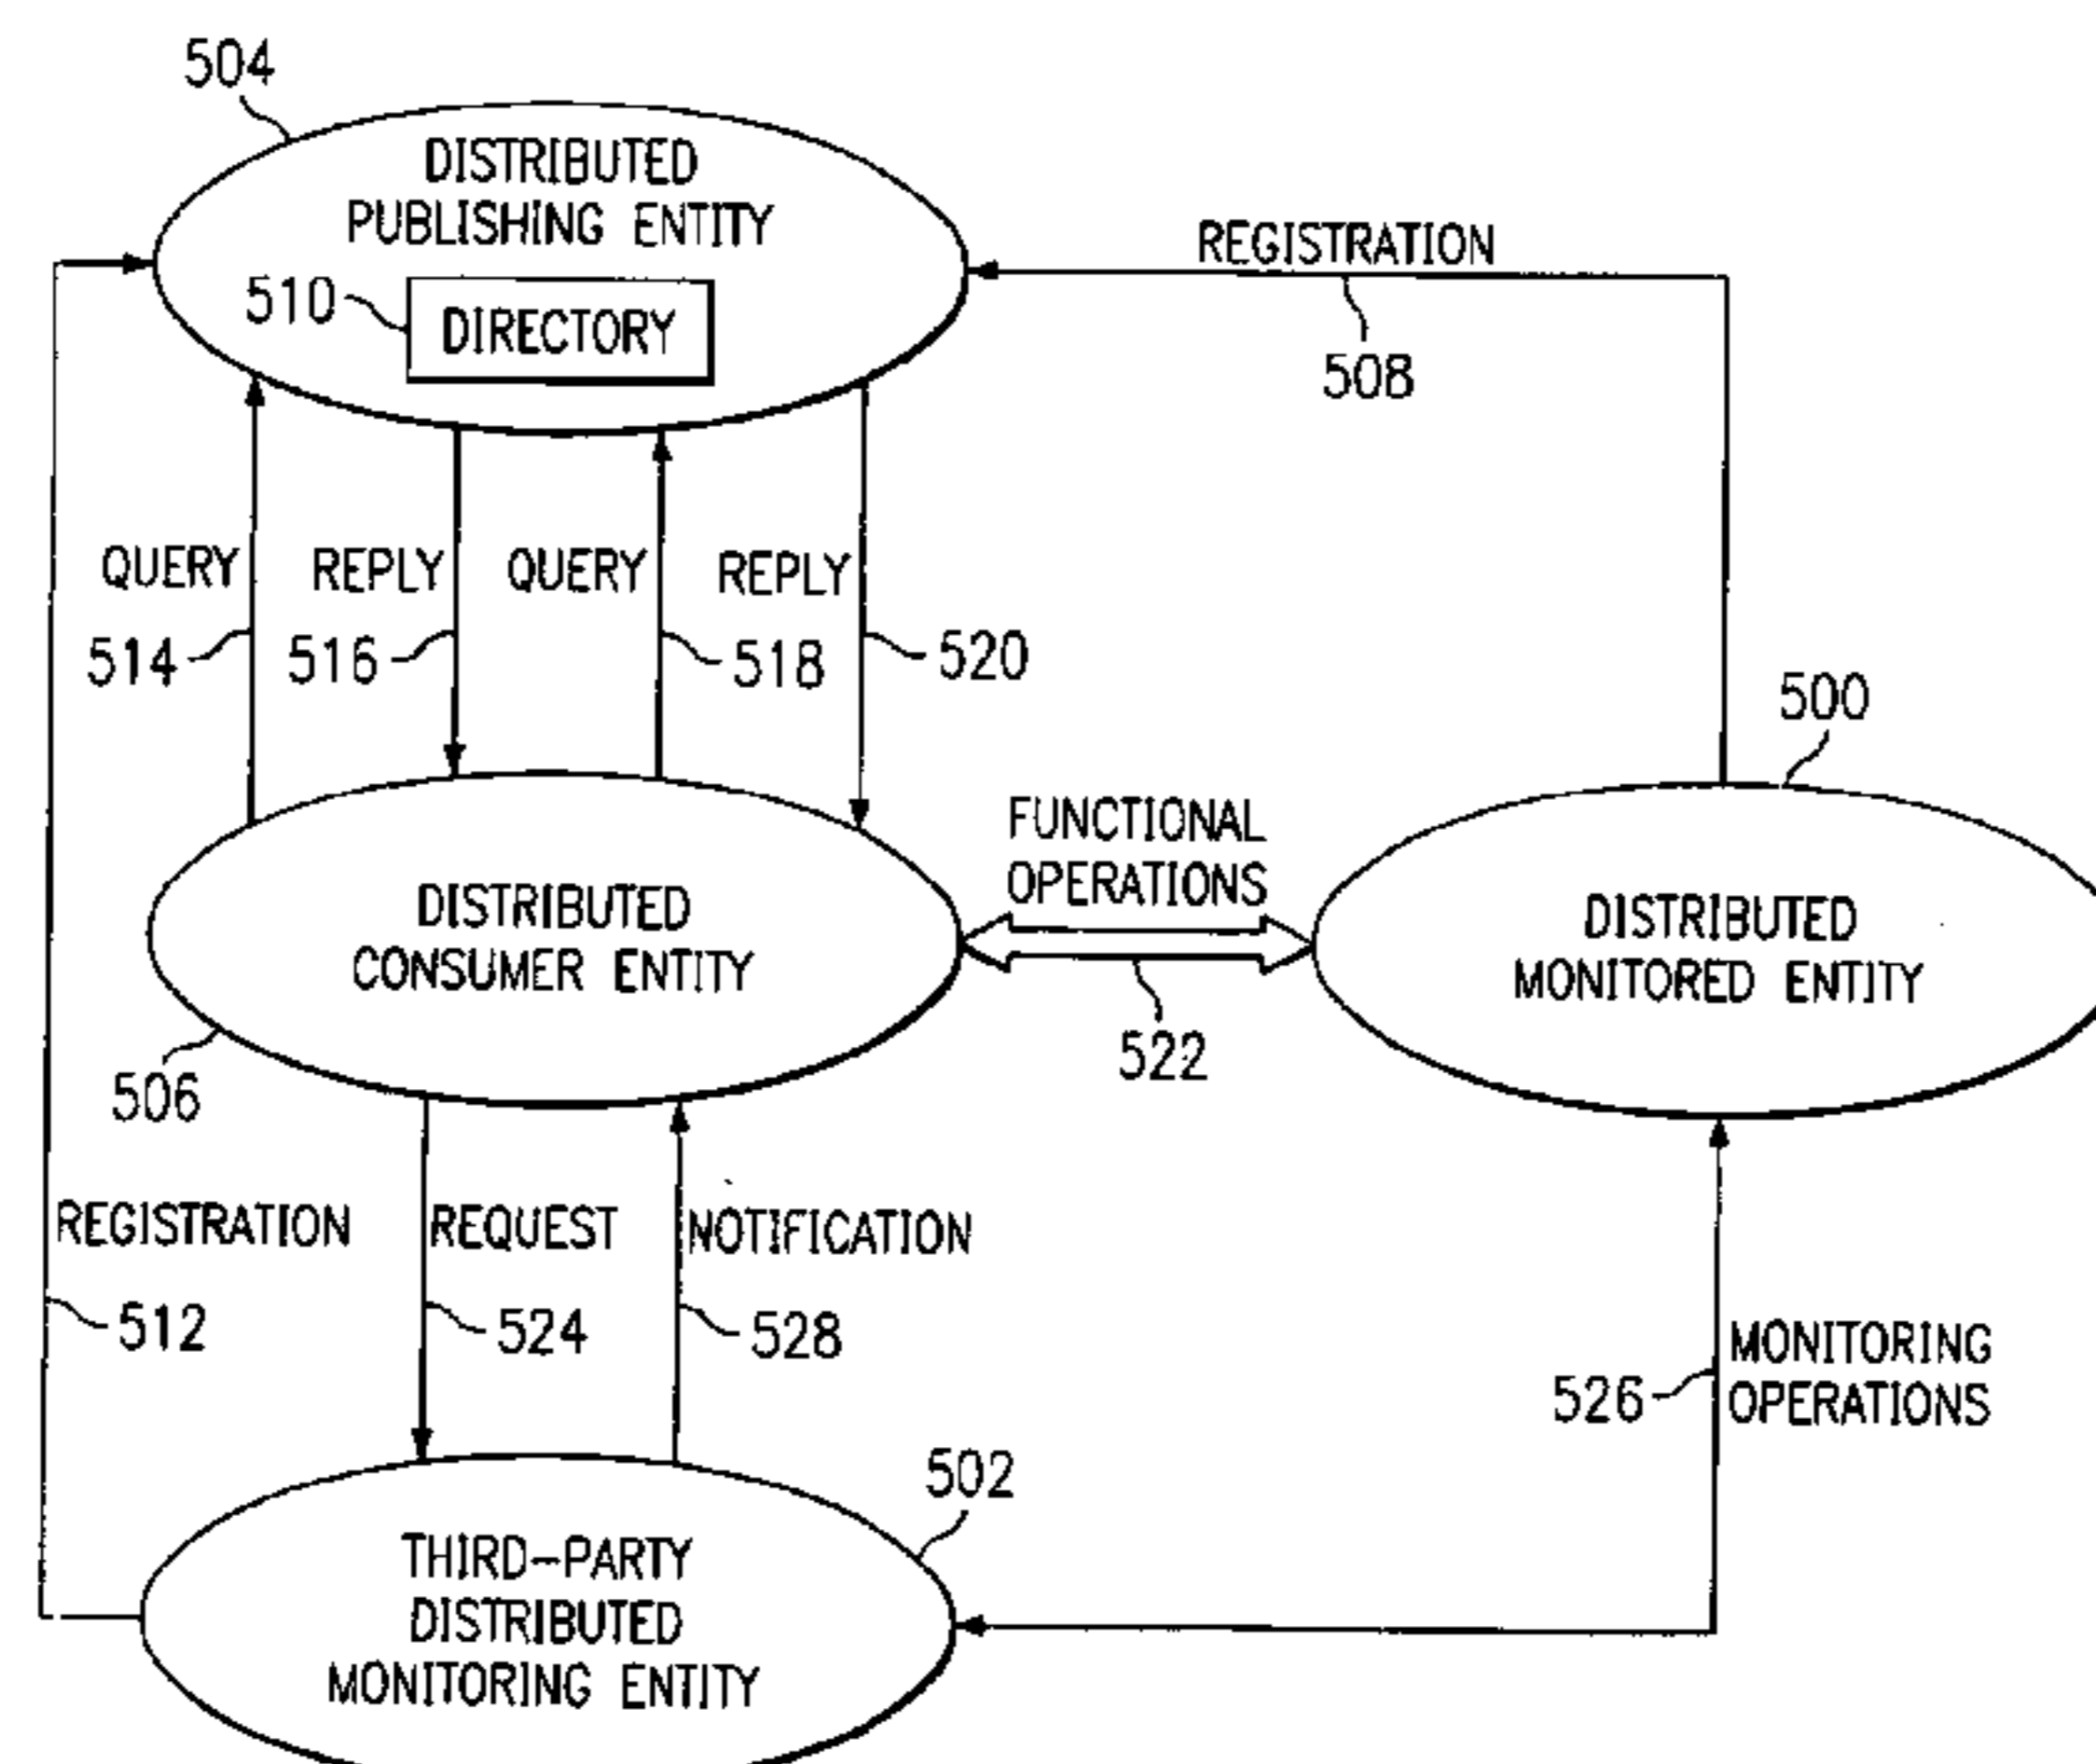 504
DISTRIBUTED
PUBLISHING ENTITY
510
DIRECTORY
REGISTRATION
508
QUERY
REPLY
QUERY
REPLY
514
516
518
520
500
FUNCTIONAL
OPERATIONS
DISTRIBUTED
CONSUMER ENTITY
DISTRIBUTED
MONITORED ENTITY
522
506
REGISTRATION
REQUEST
NOTIFICATION
512
524
528
MONITORING
OPERATIONS
526
502
THIRD-PARTY
DISTRIBUTED
MONITORING ENTITY